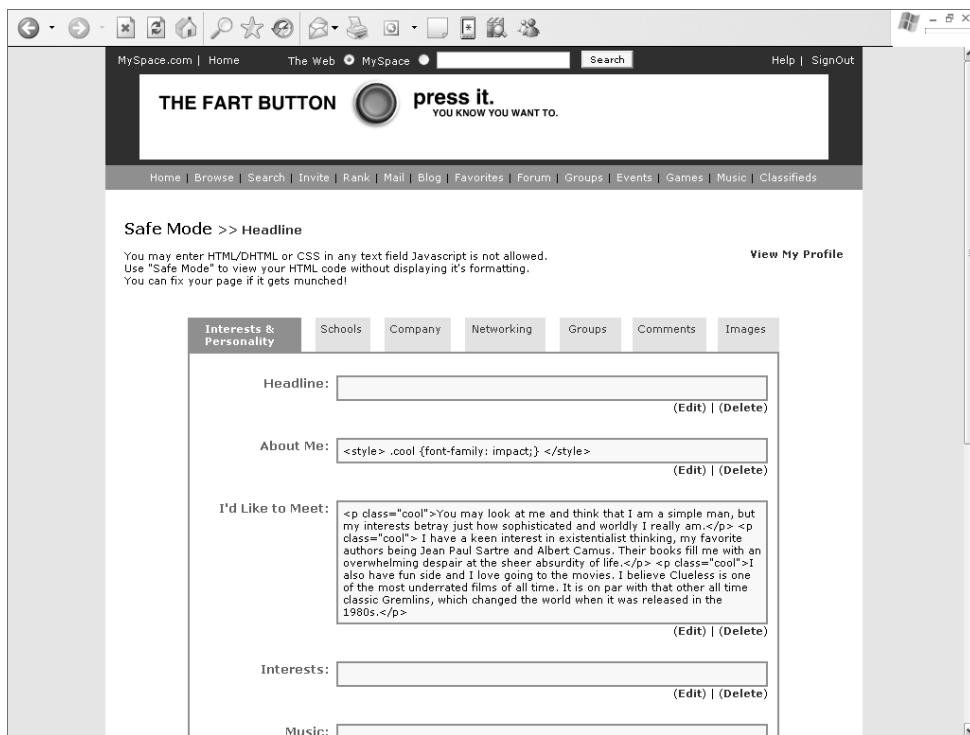 MySpace.com | Home The Web MySpace Search Help | SignOut
THE FART BUTTON press it.
YOU KNOW YOU WANT TO.
Home | Browse | Search | Invite | Rank | Mail | Blog | Favorites | Forum | Groups | Events | Games | Music | Classifieds
Safe Mode >> Headline
You may enter HTML/DHTML or CSS in any text field Javascript is not allowed.
Use "Safe Mode" to view your HTML code without displaying it's formatting.
You can fix your page if it gets munched!
View My Profile
Interests &
Personality
Schools Company Networking Groups Comments Images
Headline:
(Edit) | (Delete)
About Me: <style> .cool {font-family: impact;} </style>
(Edit) | (Delete)
I'd Like to Meet: <p class="cool">You may look at me and think that I am a simple man, but
my interests betray just how sophisticated and worldly I really am.</p> <p
class="cool"> I have a keen interest in existentialist thinking, my favorite
authors being Jean Paul Sartre and Albert Camus. Their books fill me with an
overwhelming despair at the sheer absurdity of life.</p> <p class="cool">I
also have fun side and I love going to the movies. I believe Clueless is one
of the most underrated films of all time. It is on par with that other all time
classic Gremlins, which changed the world when it was released in the
1980s.</p>
(Edit) | (Delete)
Interests:
(Edit) | (Delete)
Music: